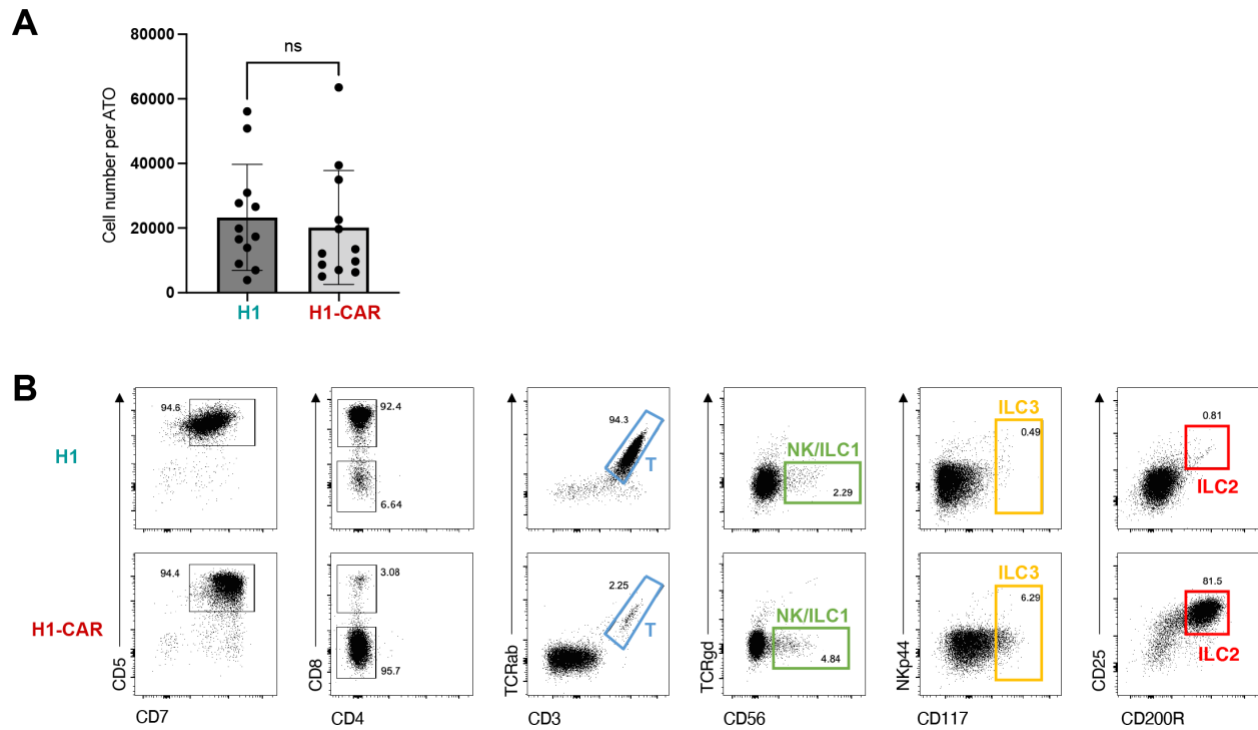 A
80000
60000
40000
20000
0
Cell number per ATO
ns
H1
H1-CAR
B
H1
94.6
92.4
6.64
94.3
T
NK/ILC1
2.29
ILC3
0.49
0.81
ILC2
H1-CAR
94.4
3.08
95.7
2.25
T
NK/ILC1
4.84
ILC3
6.29
81.5
ILC2
CD5
CD8
TCRab
TCRgd
NKp44
CD25
CD7
CD4
CD3
CD56
CD117
CD200R